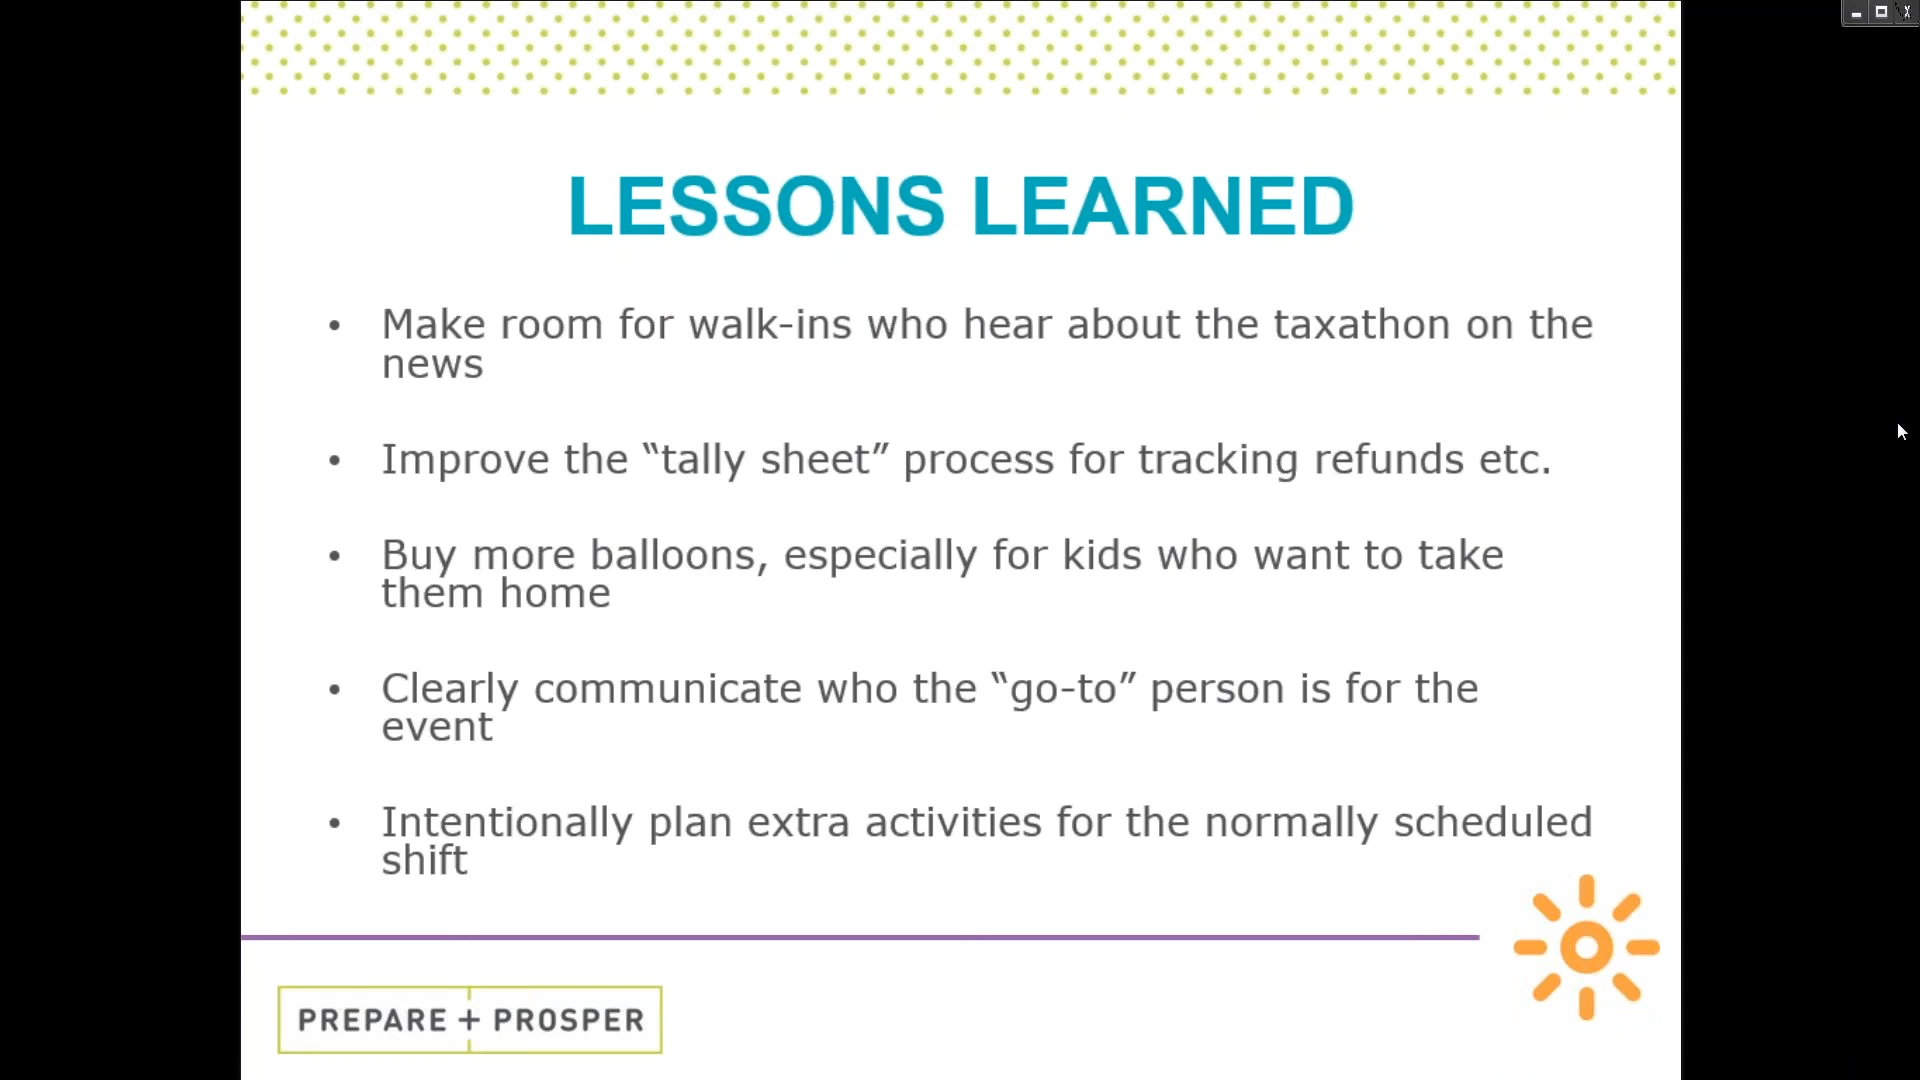 LESSONS LEARNED
• Make room for walk-ins who hear about the taxathon on the
news
• Improve the “tally sheet” process for tracking refunds etc.
• Buy more balloons, especially for kids who want to take
them home
• Clearly communicate who the “go-to” person is for the
event
• Intentionally plan extra activities for the normally scheduled
shift
PREPARE + PROSPER